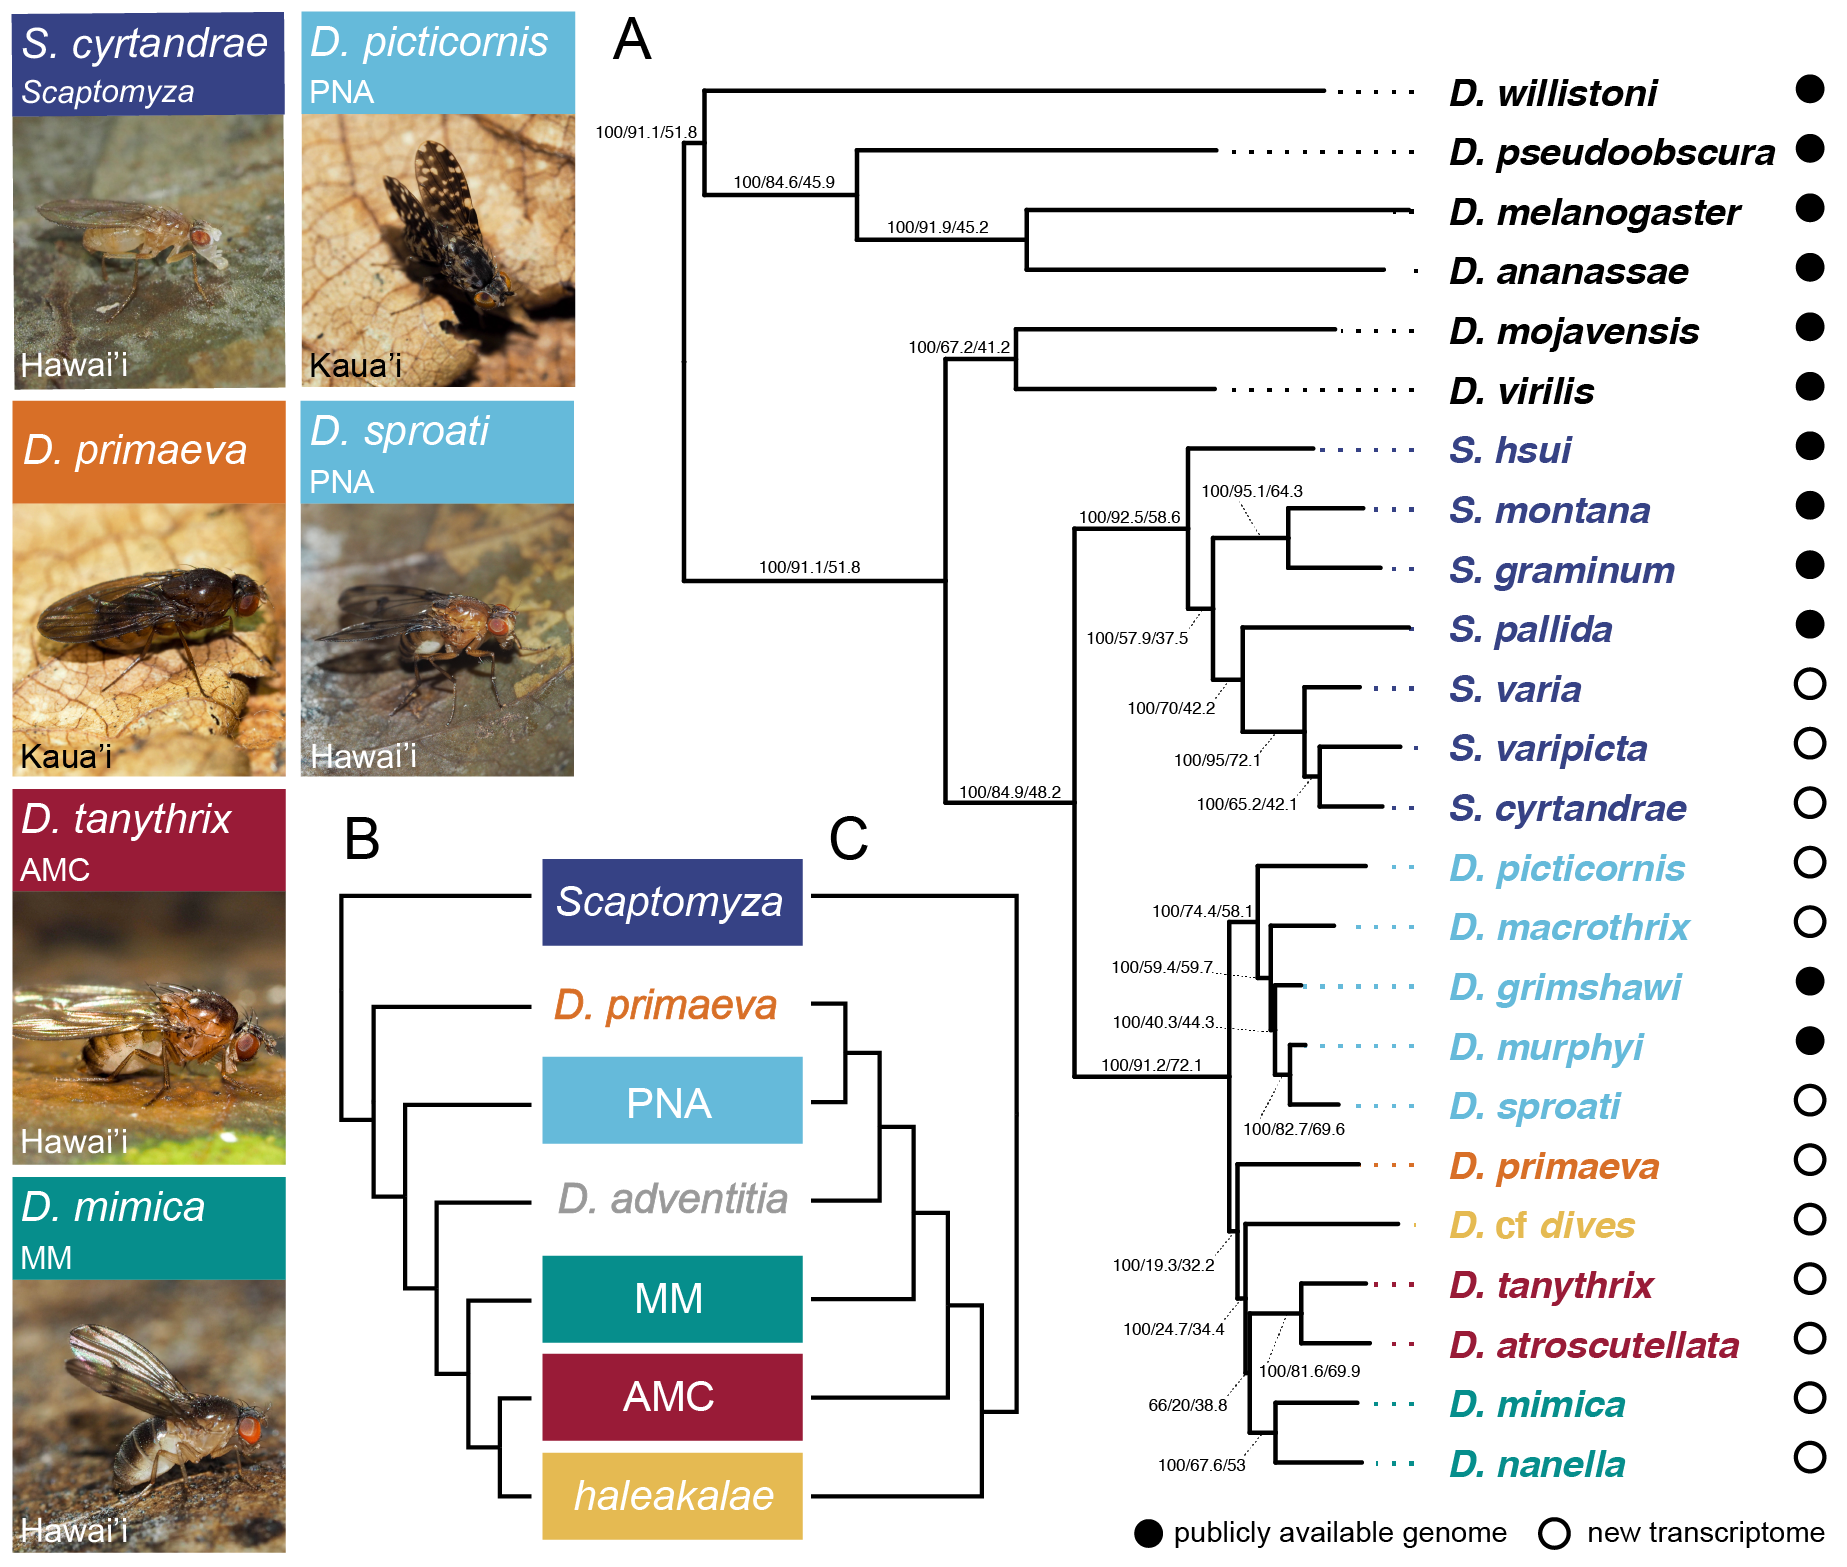 S. cyrtandrae
Scaptomyza
Hawai'i
D. picticornis
PNA
Kaua'i
D. primaeva
Kaua'i
D. sproati
PNA
Hawai'i
D. tanythrix
AMC
Hawai'i
D. mimica
MM
Hawai'i
A
D. willistoni
100/91.1/51.8
D. pseudoobscura
100/84.6/45.9
D. melanogaster
100/91.9/45.2
D. ananassae
D. mojavensis
100/67.2/41.2
D. virilis
S. hsui
100/95.1/64.3
S. montana
100/92.5/58.6
S. graminum
100/91.1/51.8
S. pallida
100/57.9/37.5
S. varia
100/70/42.2
S. varipicta
100/95/72.1
S. cyrtandrae
100/65.2/42.1
100/84.9/48.2
D. picticornis
100/74.4/58.1
D. macrothrix
100/59.4/59.7
D. grimshawi
100/40.3/44.3
D. murphyi
100/91.2/72.1
D. sproati
100/82.7/69.6
D. primaeva
D. cf dives
100/19.3/32.2
D. tanythrix
100/24.7/34.4
D. atroscutellata
100/81.6/69.9
D. mimica
66/20/38.8
D. nanella
100/67.6/53
publicly available genome
new transcriptome
B
C
Scaptomyza
D. primaeva
PNA
D. adventitia
MM
AMC
haleakalae